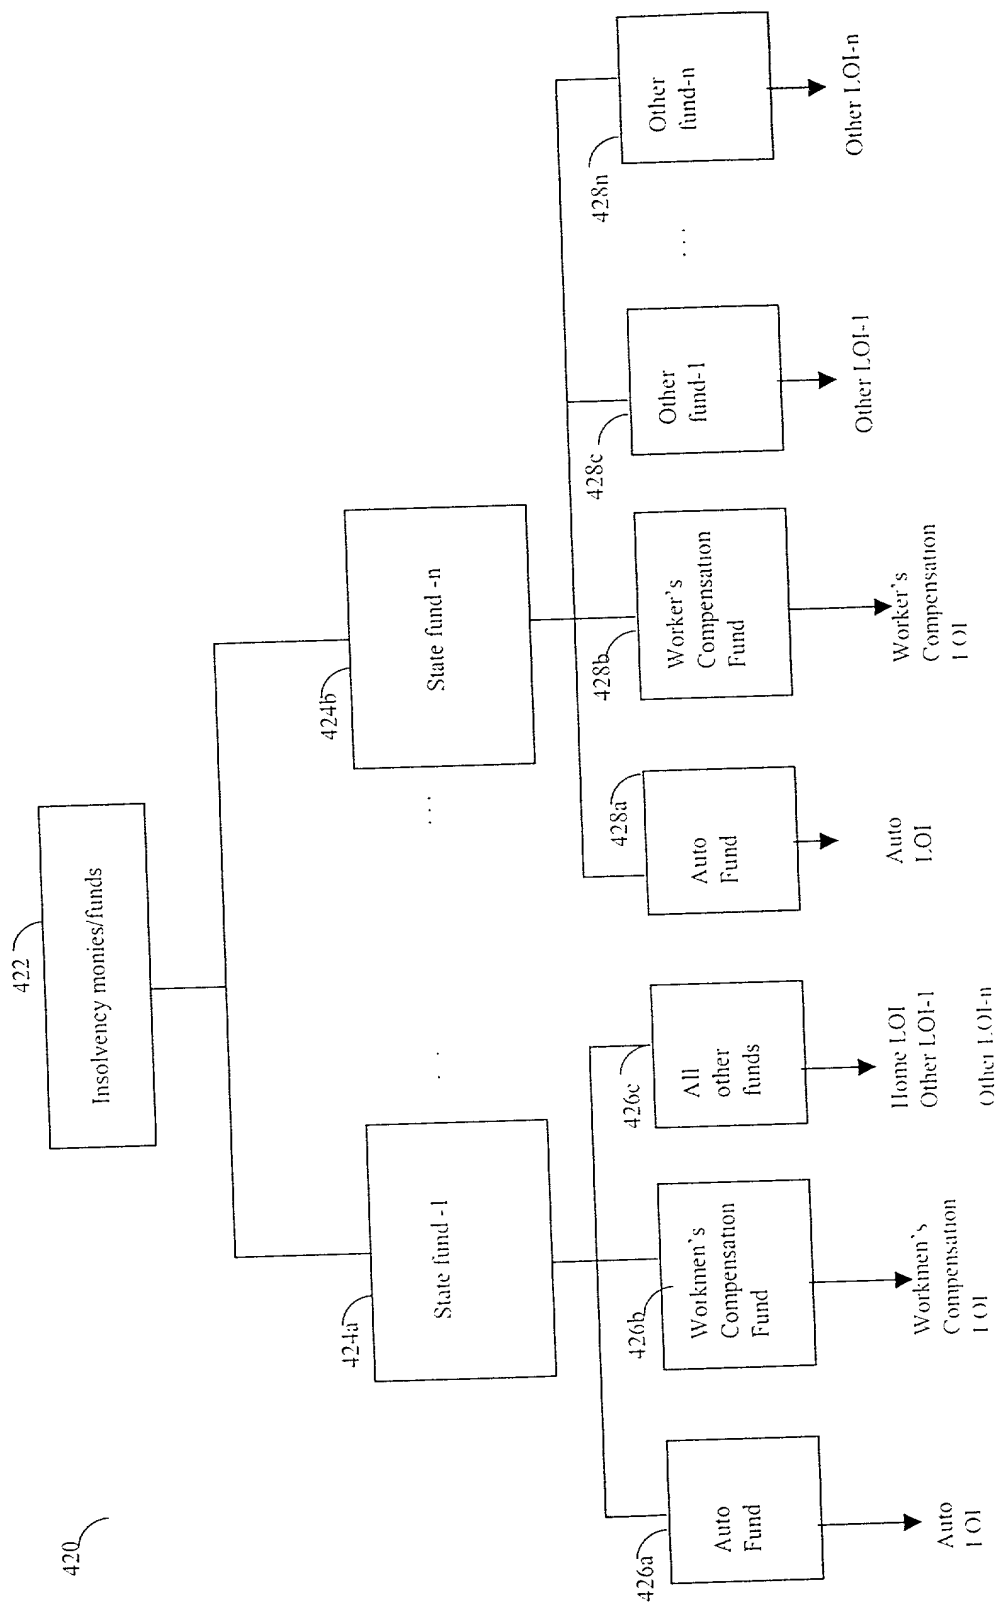 420
422
Insolvency monies/funds
424a
State fund -1
. . .
. . .
424b
State fund -n
426a
Auto
Fund
426b
Workmen's
Compensation
Fund
426c
All
other
funds
428a
Auto
Fund
428b
Worker's
Compensation
Fund
428c
Other
fund-1
. . .
428n
Other
fund-n
Auto
LOI
Workmen's
Compensation
LOI
Home LOI
Other LOI-1
Other LOI-n
Auto
LOI
Worker's
Compensation
LOI
Other LOI-1
Other LOI-n